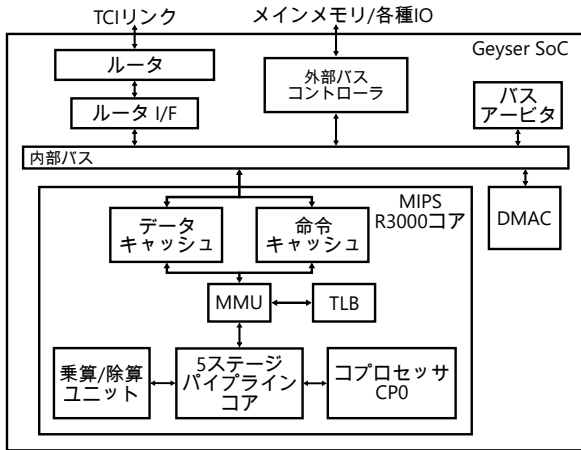 TCIリンク
メインメモリ/各種IO
Geyser SoC
ルータ
外部バス
コントローラ
バス
アービタ
ルータ I/F
内部バス
MIPS
R3000コア
データ
キャッシュ
命令
キャッシュ
DMAC
MMU
TLB
乗算/除算
ユニット
5ステージ
パイプライン
コア
コプロセッサ
CP0